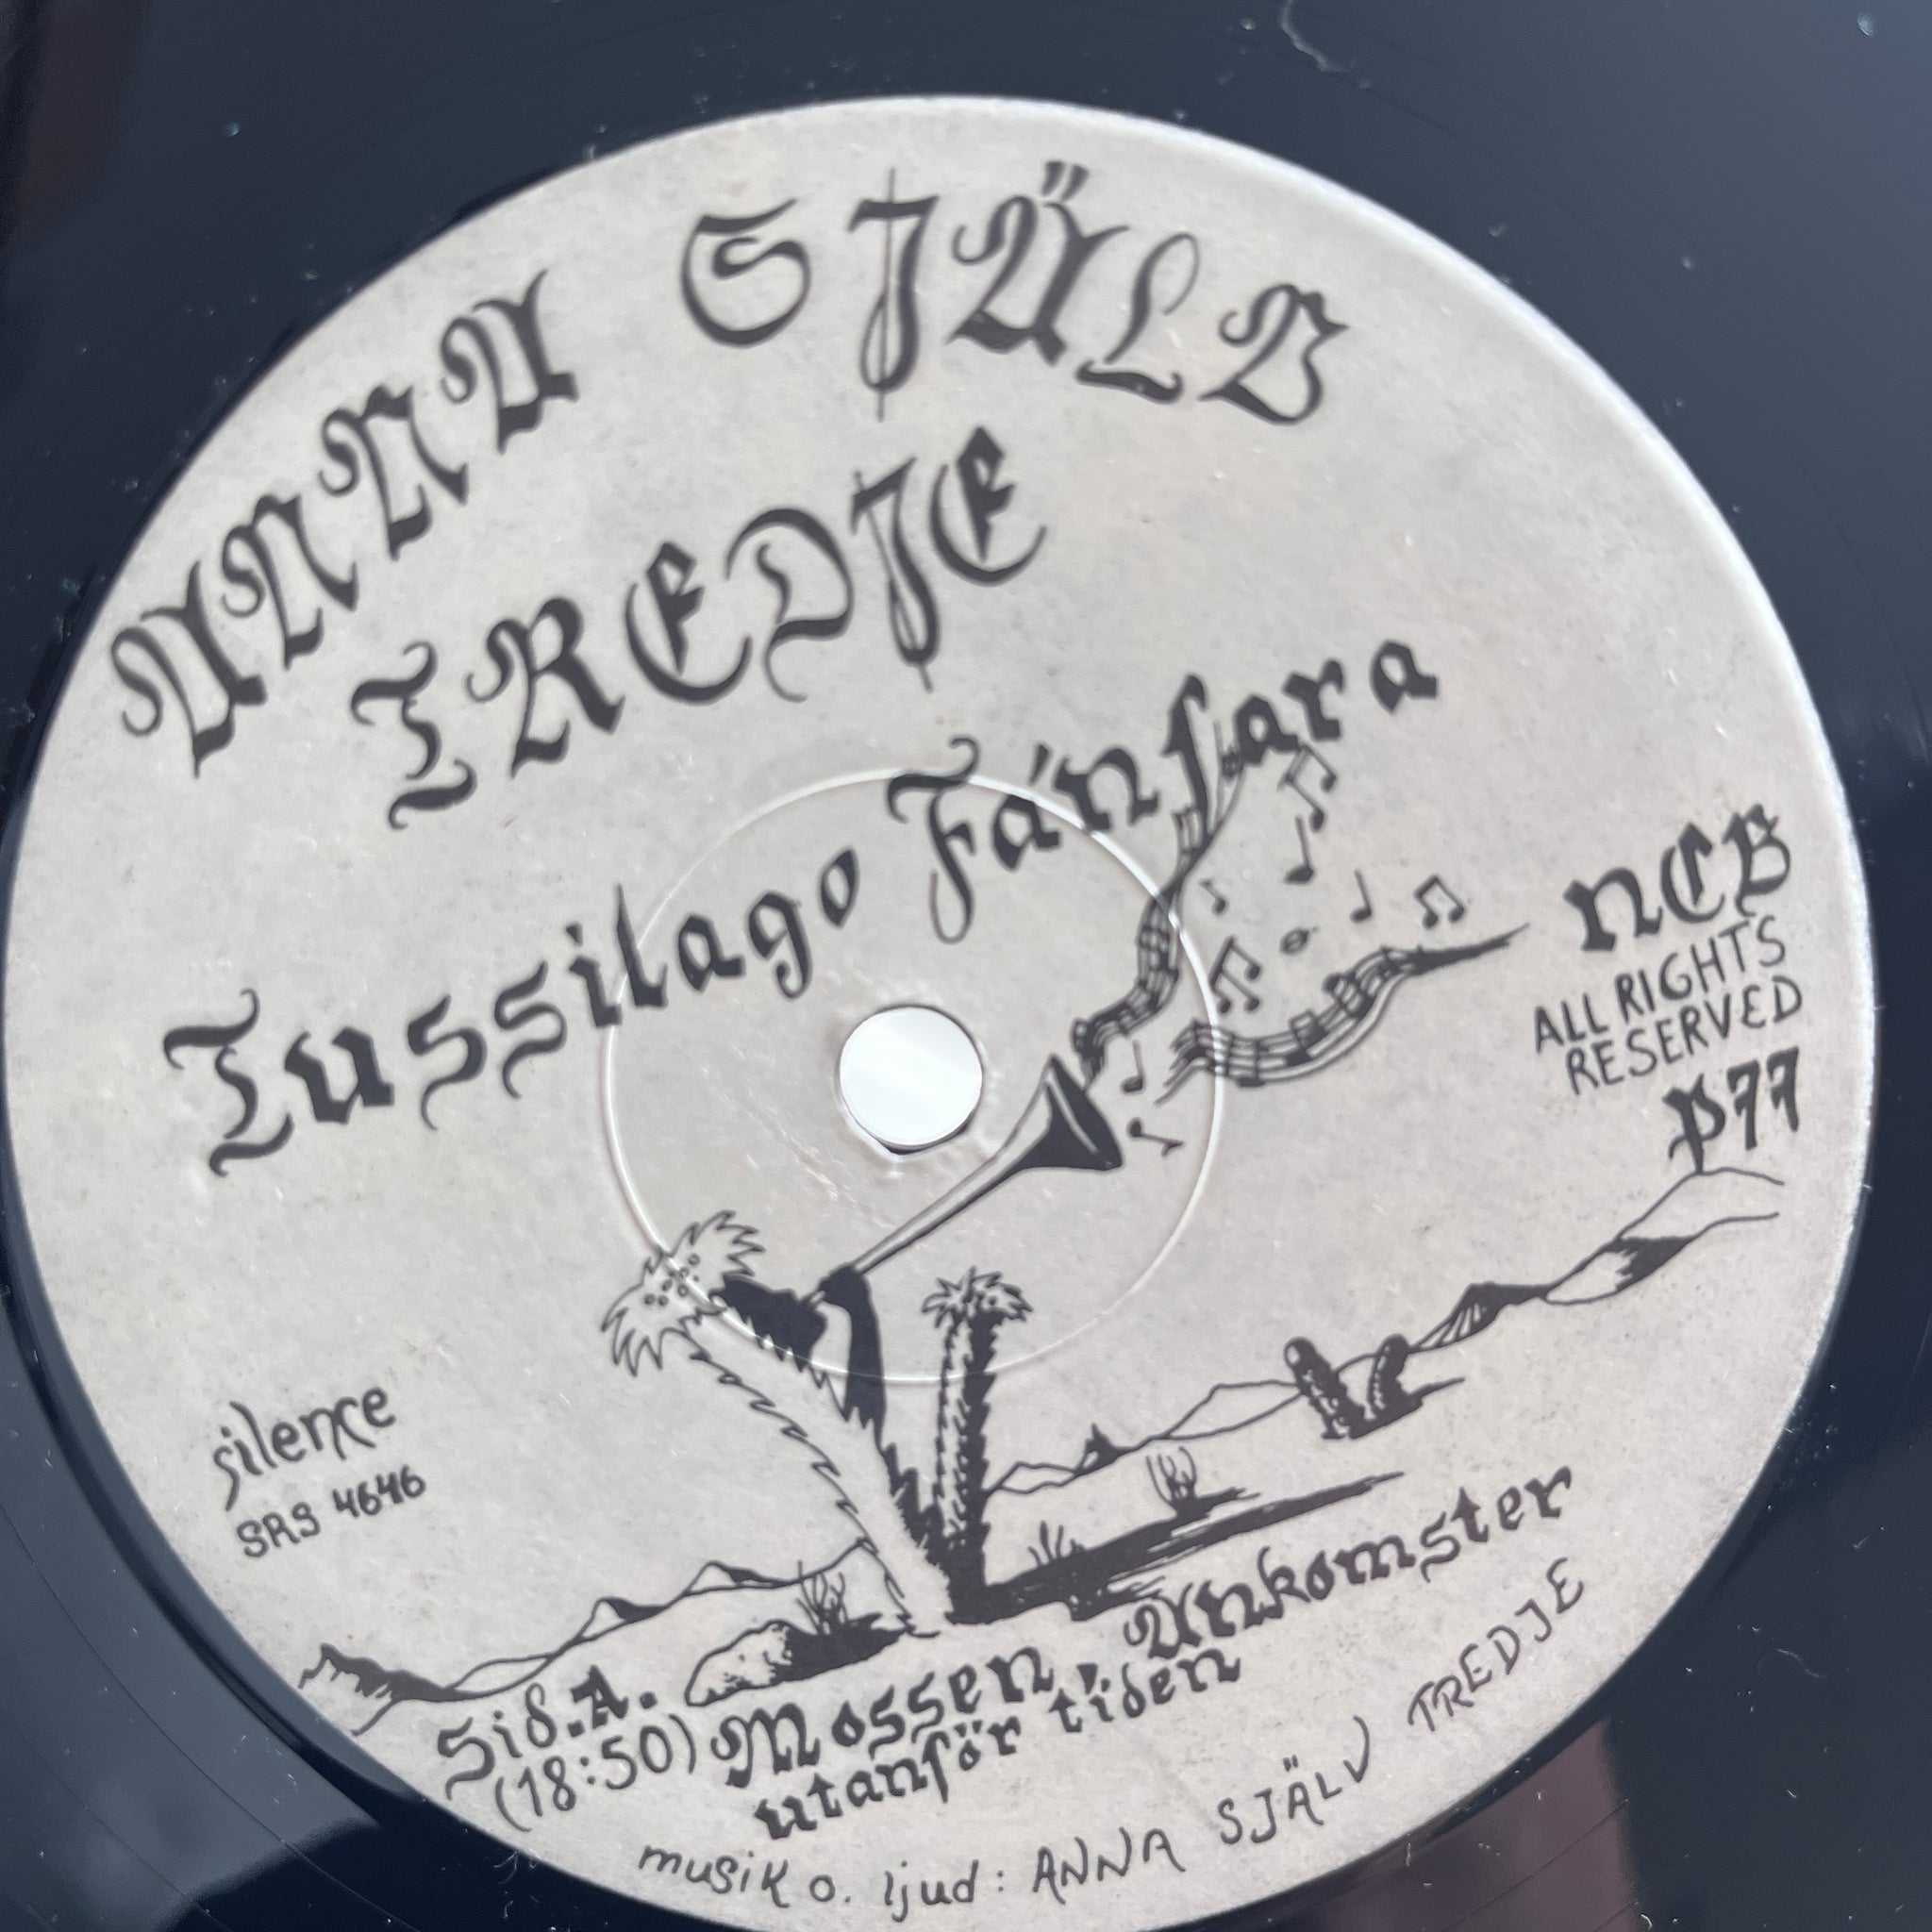 ANNA SJÄLV
TREDJE
Tussilago Fánfara
NCB
ALL RIGHTS
RESERVED
P77
silence
SRS 4646
Sid.A.
(18:50) Mossen, Ankomster
utanför tiden
musik o. ljud: ANNA SJÄLV TREDJE